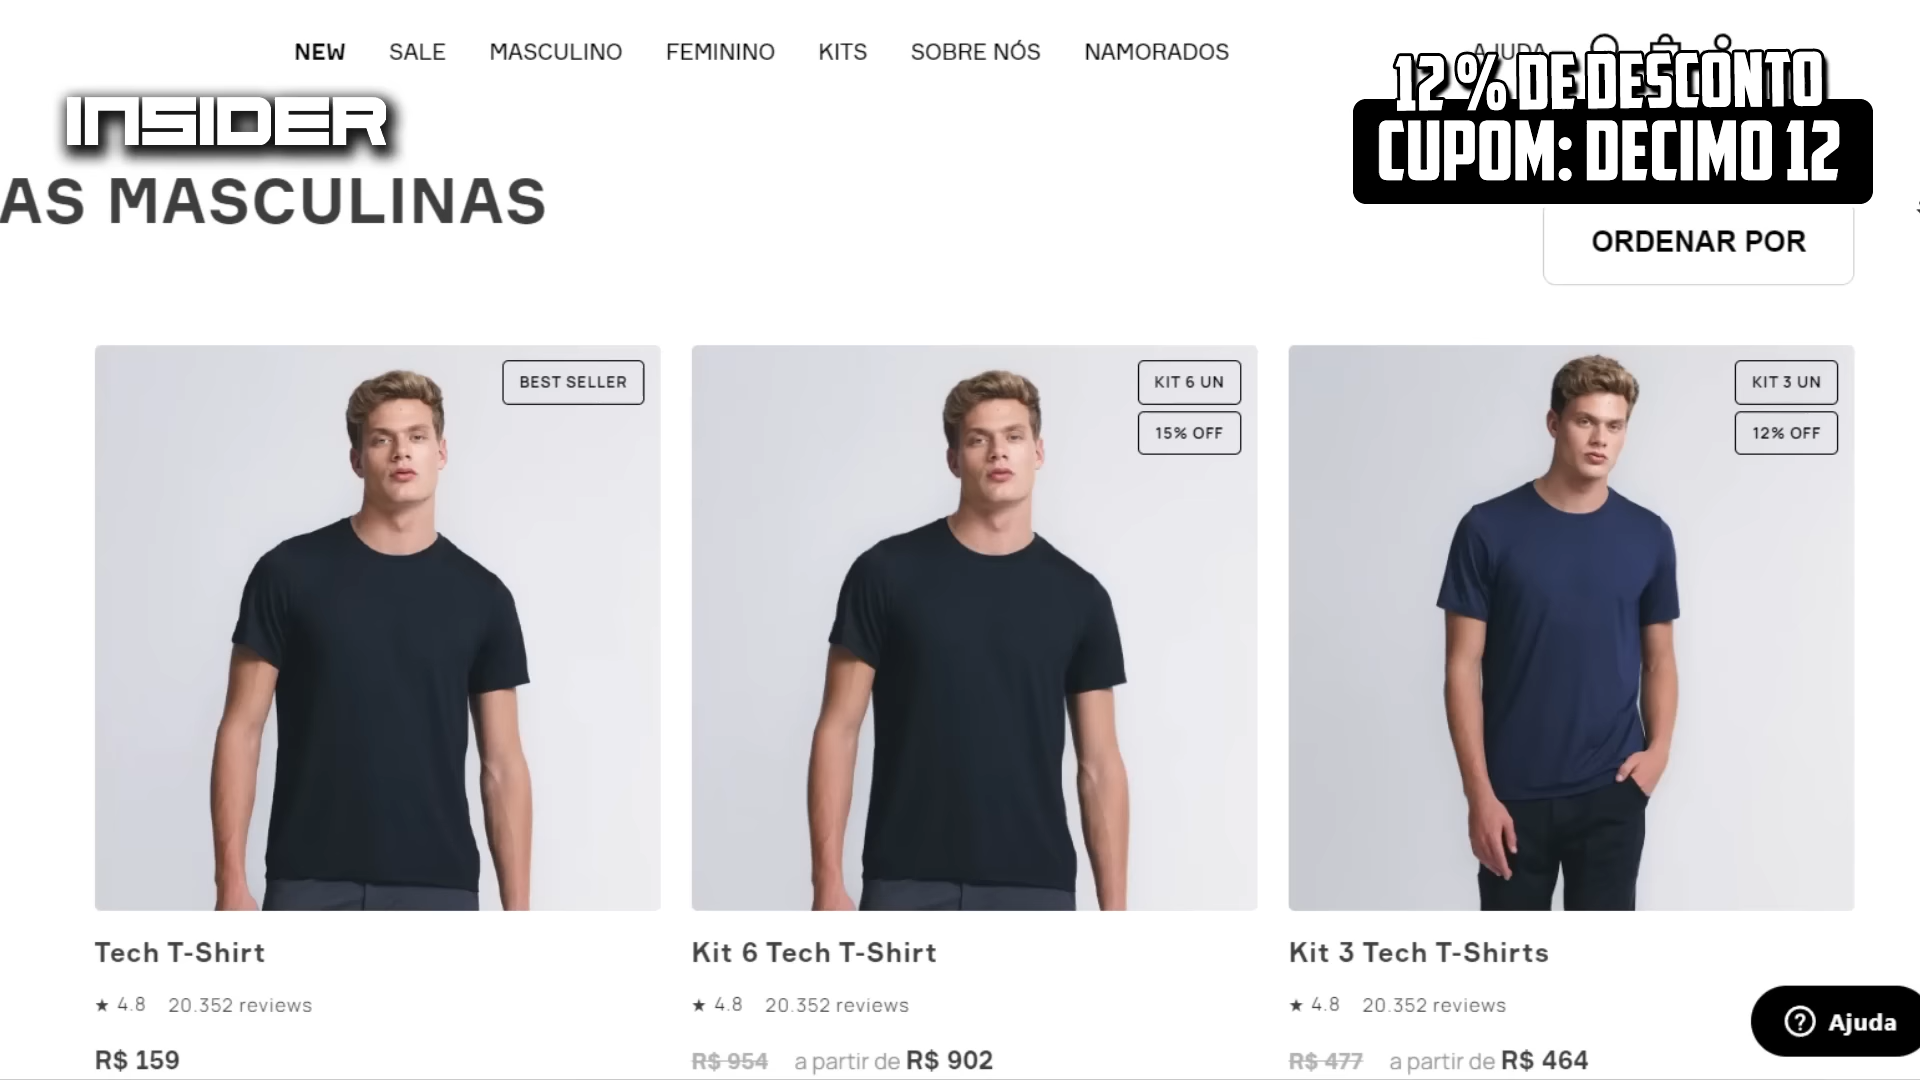 NEW SALE MASCULINO FEMININO KITS SOBRE NÓS NAMORADOS AJUDA
INSIDER
12% DE DESCONTO
CUPOM: DECIMO 12
AS MASCULINAS
ORDENAR POR
BEST SELLER
KIT 6 UN
15% OFF
KIT 3 UN
12% OFF
Tech T-Shirt
★ 4.8 20.352 reviews
R$ 159
Kit 6 Tech T-Shirt
★ 4.8 20.352 reviews
R$ 954 a partir de R$ 902
Kit 3 Tech T-Shirts
★ 4.8 20.352 reviews
R$ 477 a partir de R$ 464
Ajuda